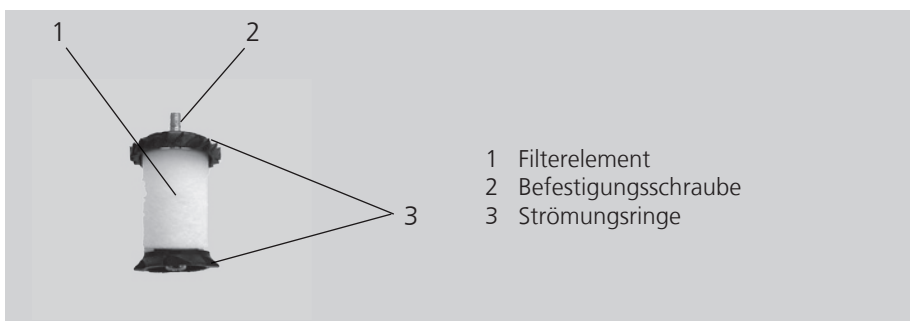 1 2
3
1 Filterelement
2 Befestigungsschraube
3 Strömungsringe